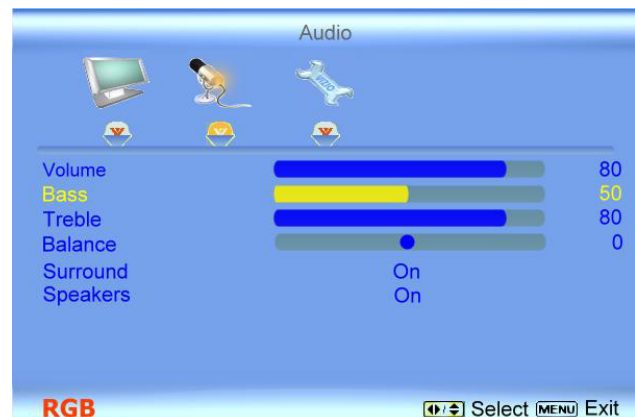 Audio
Volume 80
Bass 50
Treble 80
Balance 0
Surround On
Speakers On
RGB Select MENU Exit